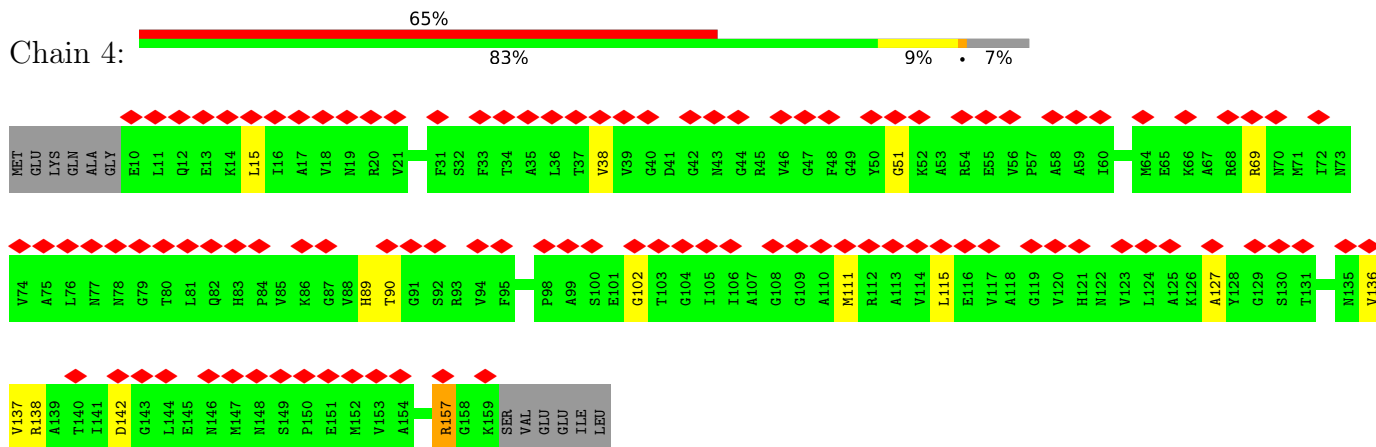 65%
Chain 4:
83% 9% • 7%
MET GLU LYS GLN ALA GLY E10 L11 Q12 E13 K14 L15 I16 A17 V18 N19 R20 V21 F31 S32 F33 T34 A35 L36 T37 V38 V39 G40 D41 G42 N43 G44 R45 V46 G47 F48 G49 Y50 G51 K52 A53 R54 E55 V56 P57 A58 A59 I60 M64 E65 K66 A67 R68 R69 N70 M71 I72 N73
V74 A75 L76 N77 N78 G79 T80 L81 Q82 H83 P84 V85 K86 G87 V88 H89 T90 G91 S92 R93 V94 F95 P98 A99 S100 E101 G102 T103 G104 I105 I106 A107 G108 G109 A110 M111 R112 A113 V114 L115 E116 V117 A118 G119 V120 H121 N122 V123 L124 A125 K126 A127 Y128 G129 S130 T131 N135 V136
V137 R138 A139 T140 I141 D142 G143 L144 E145 N146 M147 N148 S149 P150 E151 M152 V153 A154 R157 G158 K159 SER VAL GLU GLU ILE LEU